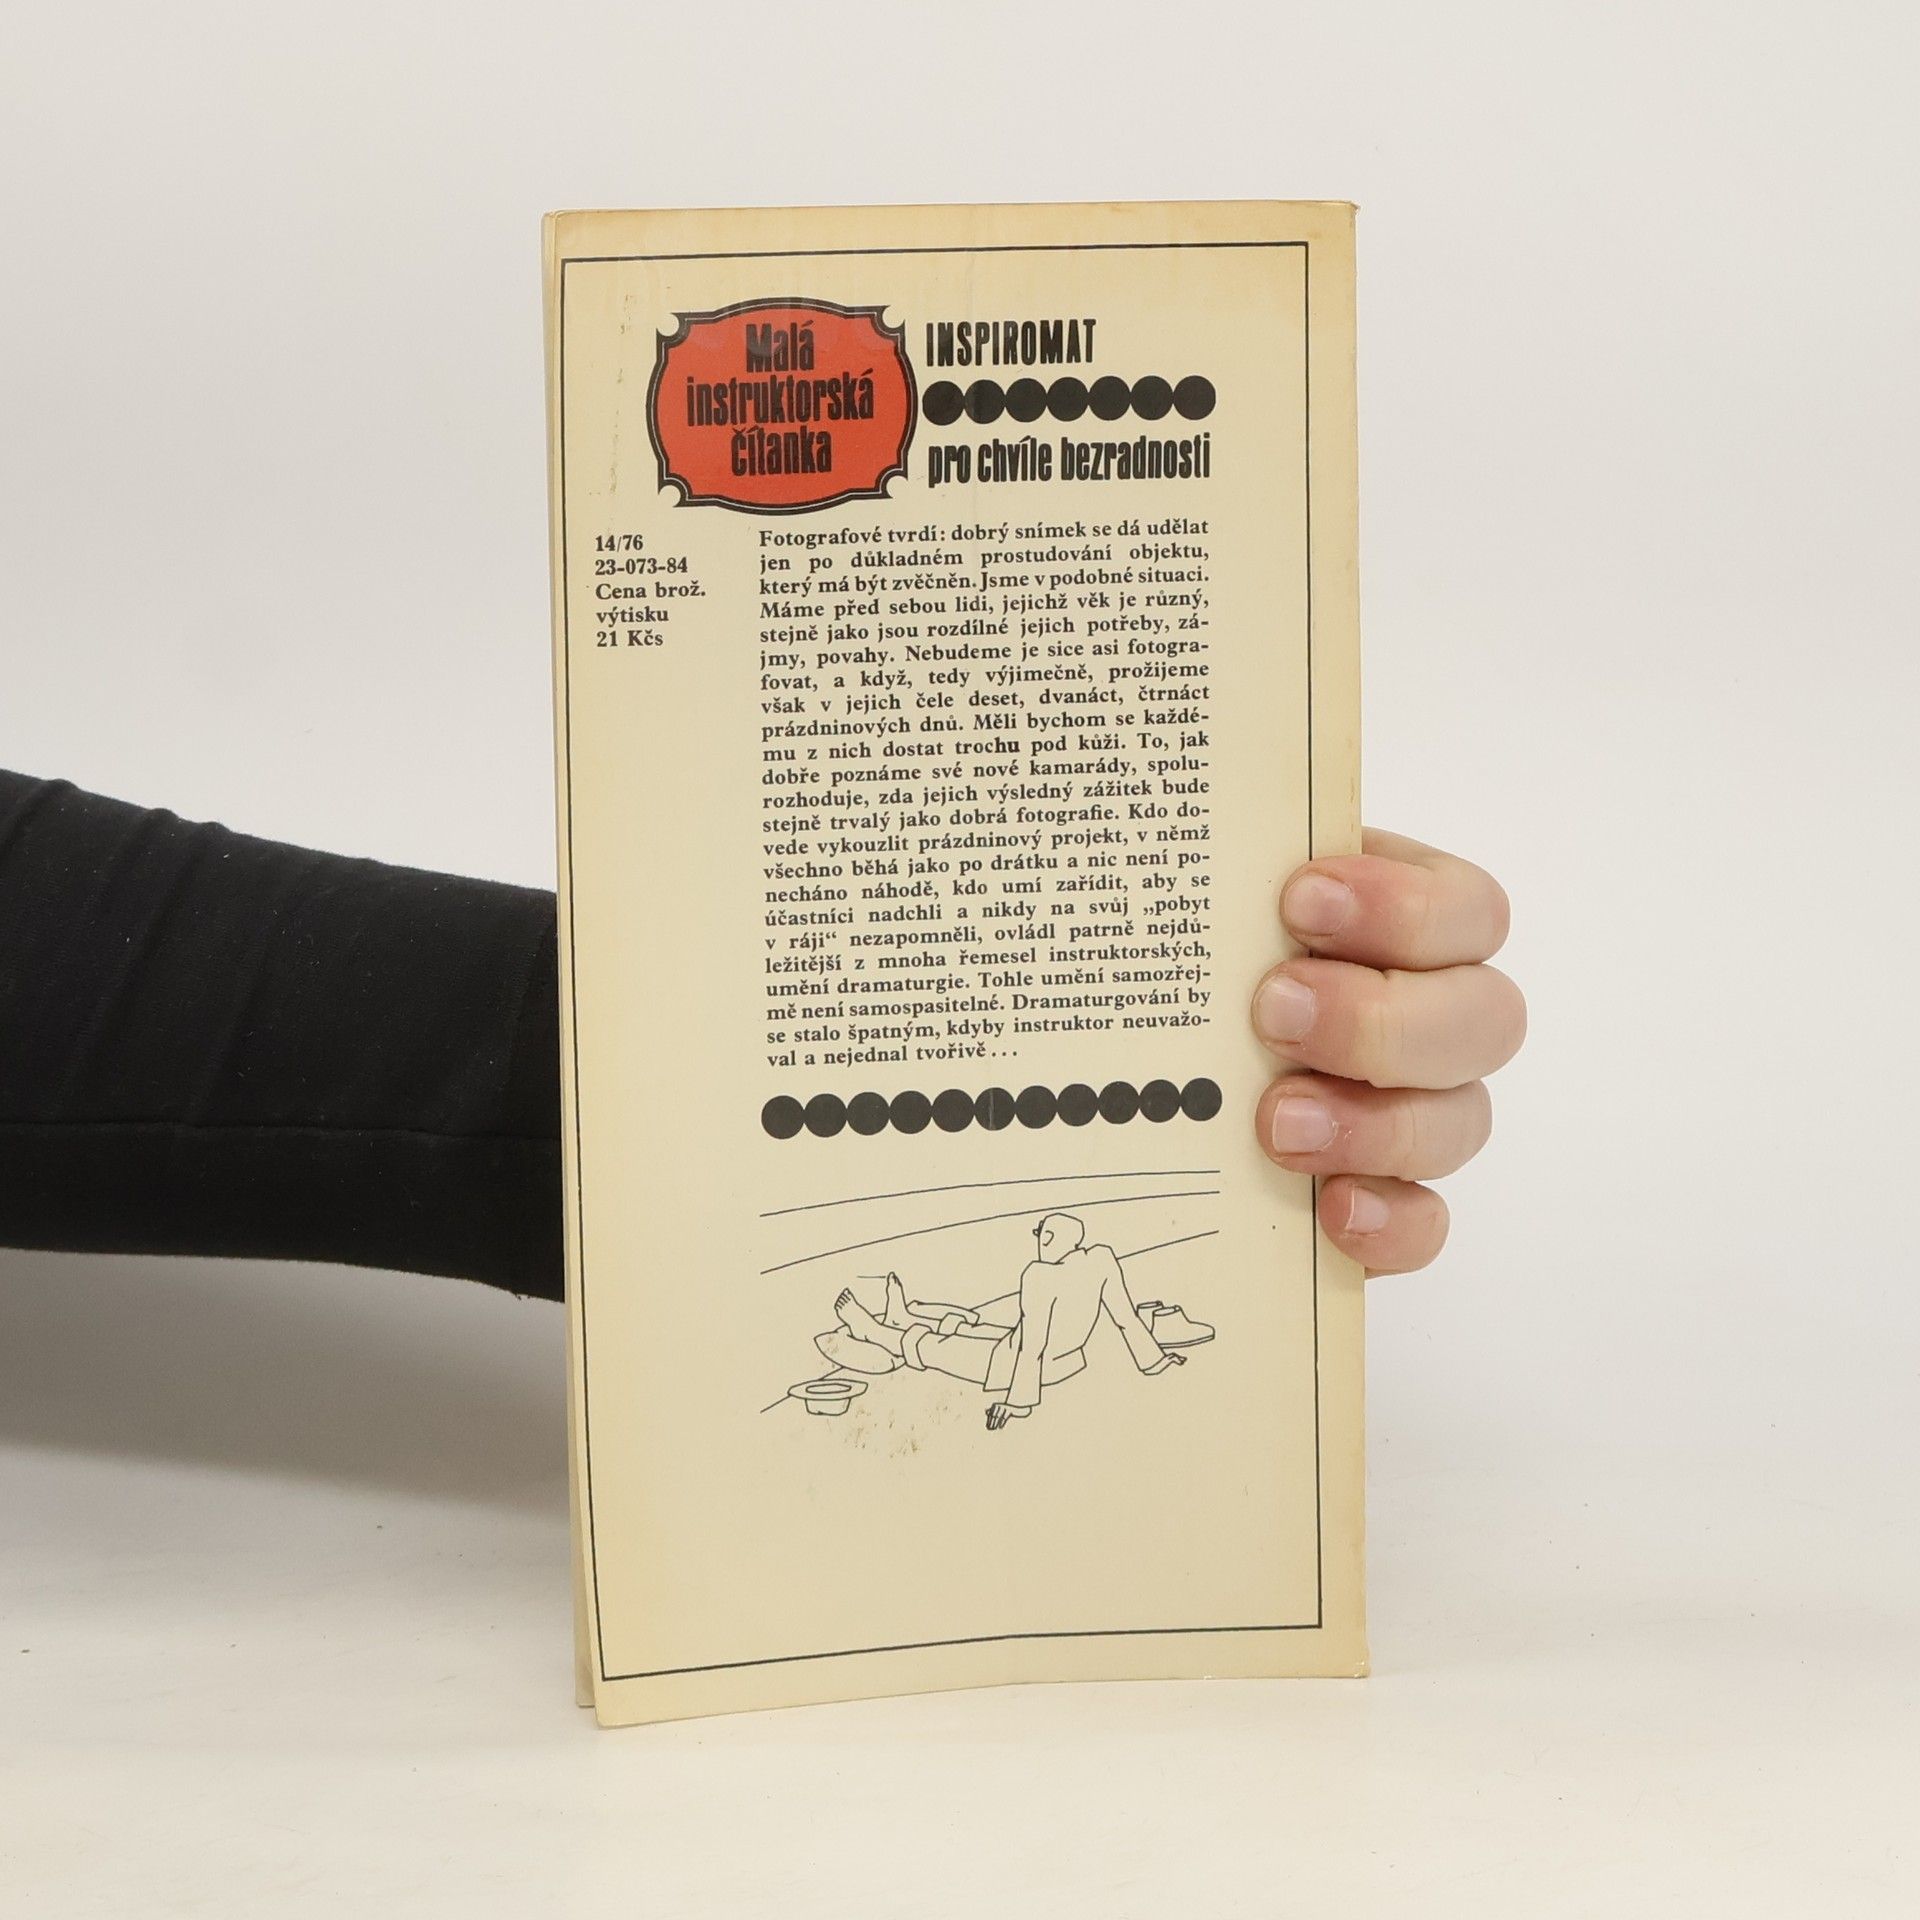 Malá
instruktorská
čítanka
INSPIROMAT
pro chvíle bezradnosti
14/76
23-073-84
Cena brož.
výtisku
21 Kčs
Fotografové tvrdí: dobrý snímek se dá udělat
jen po důkladném prostudování objektu,
který má být zvěčněn. Jsme v podobné situaci.
Máme před sebou lidi, jejichž věk je různý,
stejně jako jsou rozdílné jejich potřeby, zá-
jmy, povahy. Nebudeme je sice asi fotogra-
fovat, a když, tedy výjimečně, prožijeme
však v jejich čele deset, dvanáct, čtrnáct
prázdninových dnů. Měli bychom se každé-
mu z nich dostat trochu pod kůži. To, jak
dobře poznáme své nové kamarády, spolu-
rozhoduje, zda jejich výsledný zážitek bude
stejně trvalý jako dobrá fotografie. Kdo do-
vede vykouzlit prázdninový projekt, v němž
všechno běhá jako po drátku a nic není po-
necháno náhodě, kdo umí zařídit, aby se
účastníci nadchli a nikdy na svůj „pobyt
v ráji“ nezapomněli, ovládl patrně nejdů-
ležitější z mnoha řemesel instruktorských,
umění dramaturgie. Tohle umění samozřej-
mě není samospasitelné. Dramaturgování by
se stalo špatným, kdyby instruktor neuvažo-
val a nejednal tvořivě...